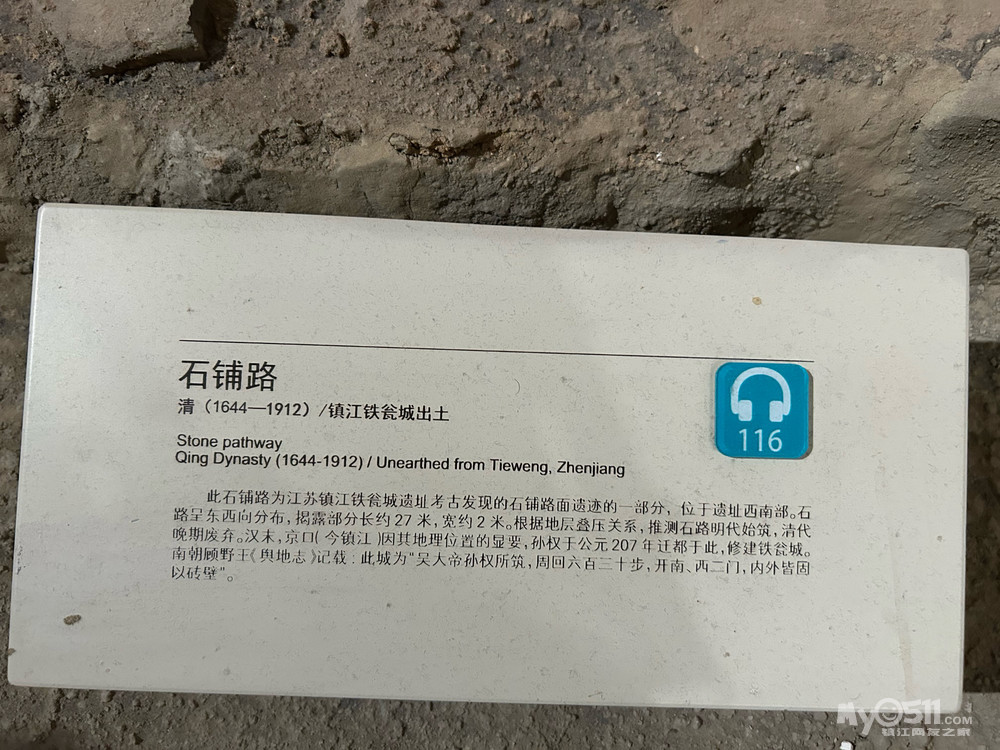 石铺路
清（1644—1912）/镇江铁瓮城出土
116
Stone pathway
Qing Dynasty (1644-1912) / Unearthed from Tieweng, Zhenjiang
此石铺路为江苏镇江铁瓮城遗址考古发现的石铺路面遗迹的一部分，位于遗址西南部。石
路呈东西向分布，揭露部分长约 27 米，宽约 2 米。根据地层叠压关系，推测石路明代始筑，清代
晚期废弃。汉末，京口（今镇江）因其地理位置的显要，孙权于公元 207 年迁都于此，修建铁瓮城。
南朝顾野王《舆地志》记载：此城为“吴大帝孙权所筑，周回六百三十步，开南、西二门，内外皆固
以砖壁”。
My0511.COM
镇江网友之家